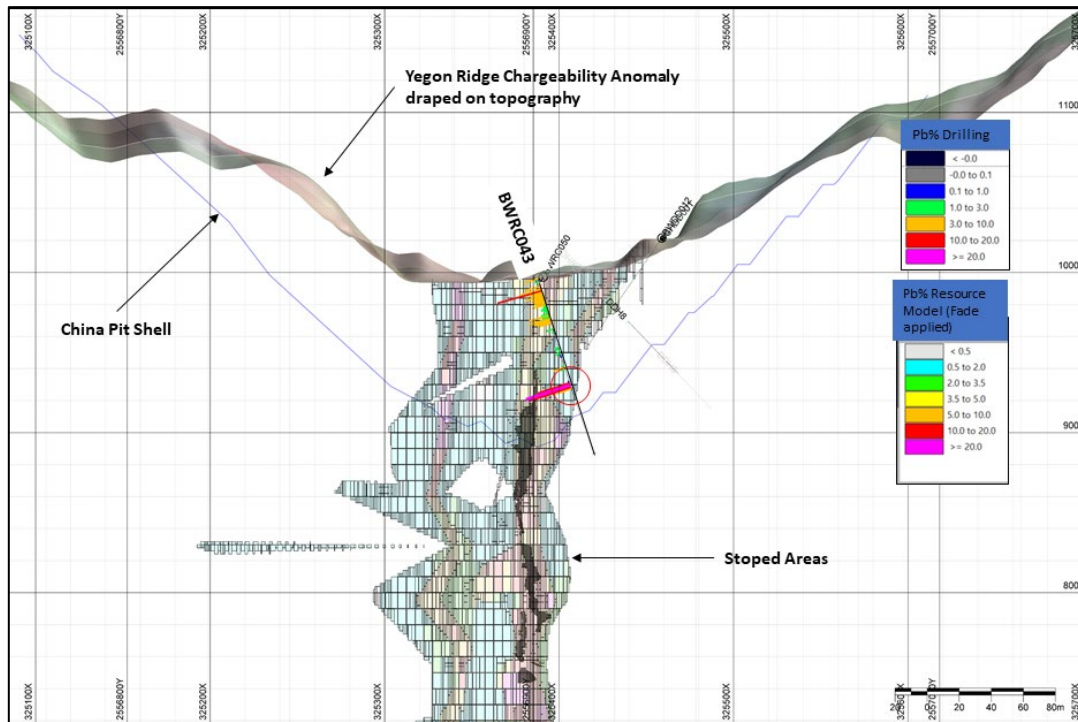 325100X
2556800Y
325200X
325300X
2556900Y
325400X
325500X
325600X
2557000Y
325700X
Yegon Ridge Chargeability Anomaly
draped on topography
1100
Pb% Drilling
< -0.0
-0.0 to 0.1
0.1 to 1.0
1.0 to 3.0
3.0 to 10.0
10.0 to 20.0
>= 20.0
BWRC043
1000
DDH8
China Pit Shell
Pb% Resource
Model (Fade
applied)
< 0.5
0.5 to 2.0
2.0 to 3.5
3.5 to 5.0
5.0 to 10.0
10.0 to 20.0
>= 20.0
900
Stoped Areas
800
0 20 40 60 80m
325100X
2556800Y
325200X
325300X
325400X
325500X
325700X